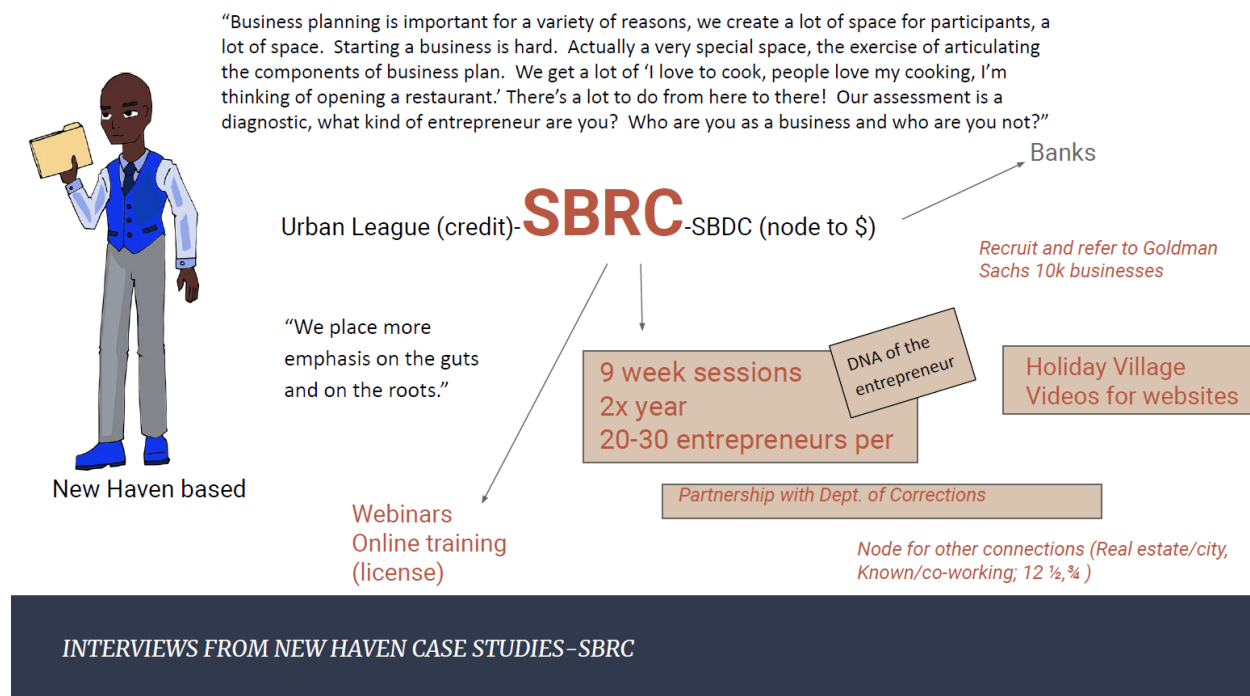 “Business planning is important for a variety of reasons, we create a lot of space for participants, a
lot of space.  Starting a business is hard.  Actually a very special space, the exercise of articulating
the components of business plan.  We get a lot of ‘I love to cook, people love my cooking, I’m
thinking of opening a restaurant.’ There’s a lot to do from here to there!  Our assessment is a
diagnostic, what kind of entrepreneur are you?  Who are you as a business and who are you not?”
Banks
Urban League (credit)-SBRC-SBDC (node to $)
Recruit and refer to Goldman
Sachs 10k businesses
“We place more
emphasis on the guts
and on the roots.”
DNA of the
entrepreneur
9 week sessions
2x year
20-30 entrepreneurs per
Holiday Village
Videos for websites
New Haven based
Partnership with Dept. of Corrections
Webinars
Online training
(license)
Node for other connections (Real estate/city,
Known/co-working; 12 ½,¾ )
INTERVIEWS FROM NEW HAVEN CASE STUDIES–SBRC